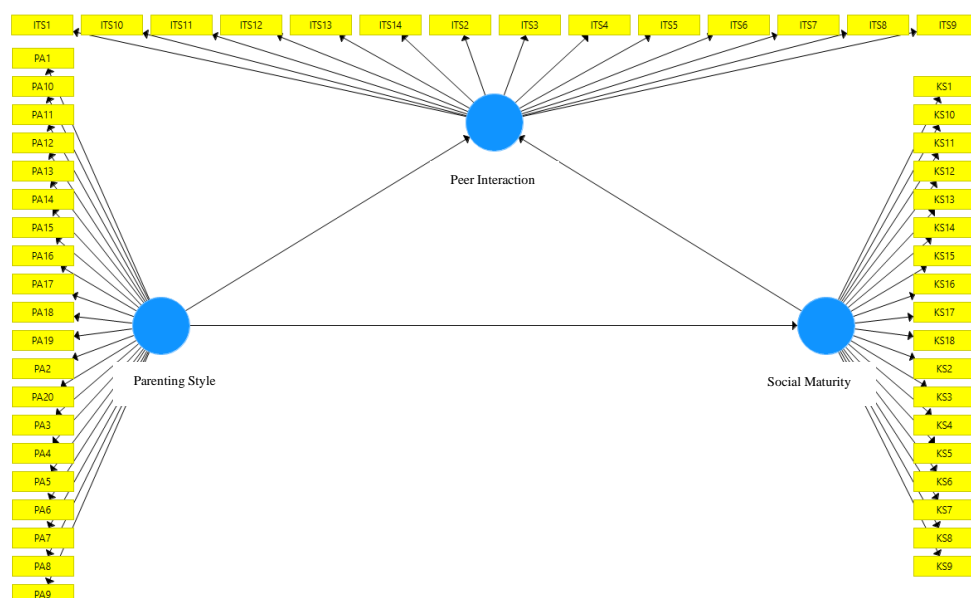 ITS1 ITS10 ITS11 ITS12 ITS13 ITS14 ITS2 ITS3 ITS4 ITS5 ITS6 ITS7 ITS8 ITS9
PA1
PA10
PA11
PA12
PA13
PA14
PA15
PA16
PA17
PA18
PA19
PA2
PA20
PA3
PA4
PA5
PA6
PA7
PA8
PA9
Peer Interaction
Parenting Style
Social Maturity
KS1
KS10
KS11
KS12
KS13
KS14
KS15
KS16
KS17
KS18
KS2
KS3
KS4
KS5
KS6
KS7
KS8
KS9